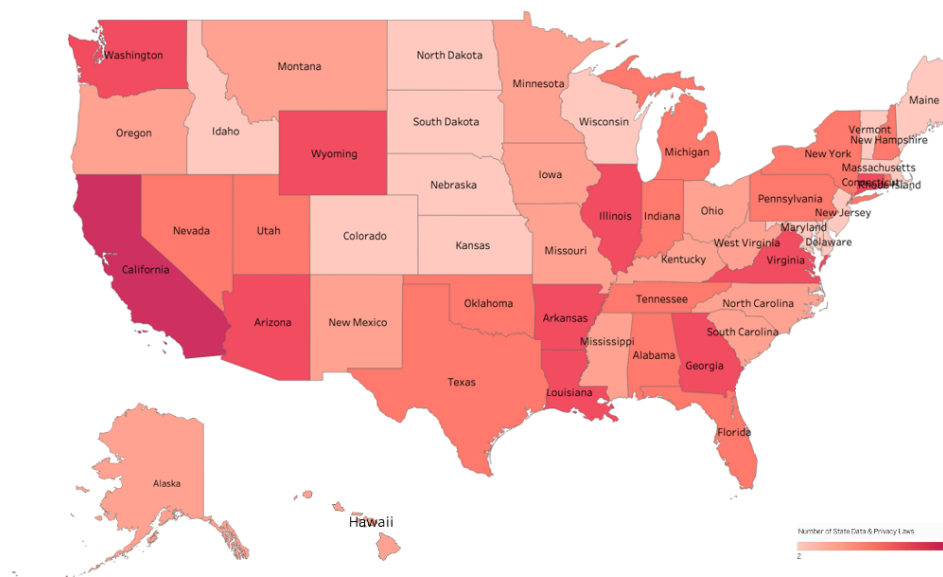 Washington
Montana
North Dakota
Minnesota
Maine
Oregon
Idaho
South Dakota
Wisconsin
Vermont
New Hampshire
Wyoming
Michigan
New York
Massachusetts
Connecticut
Rhode Island
Nebraska
Iowa
Pennsylvania
New Jersey
Nevada
Utah
Colorado
Kansas
Illinois
Indiana
Ohio
Maryland
Delaware
West Virginia
Virginia
Missouri
Kentucky
California
Arizona
New Mexico
Oklahoma
Arkansas
Tennessee
North Carolina
South Carolina
Mississippi
Alabama
Georgia
Texas
Louisiana
Florida
Alaska
Hawaii
Number of State Data & Privacy Laws
2